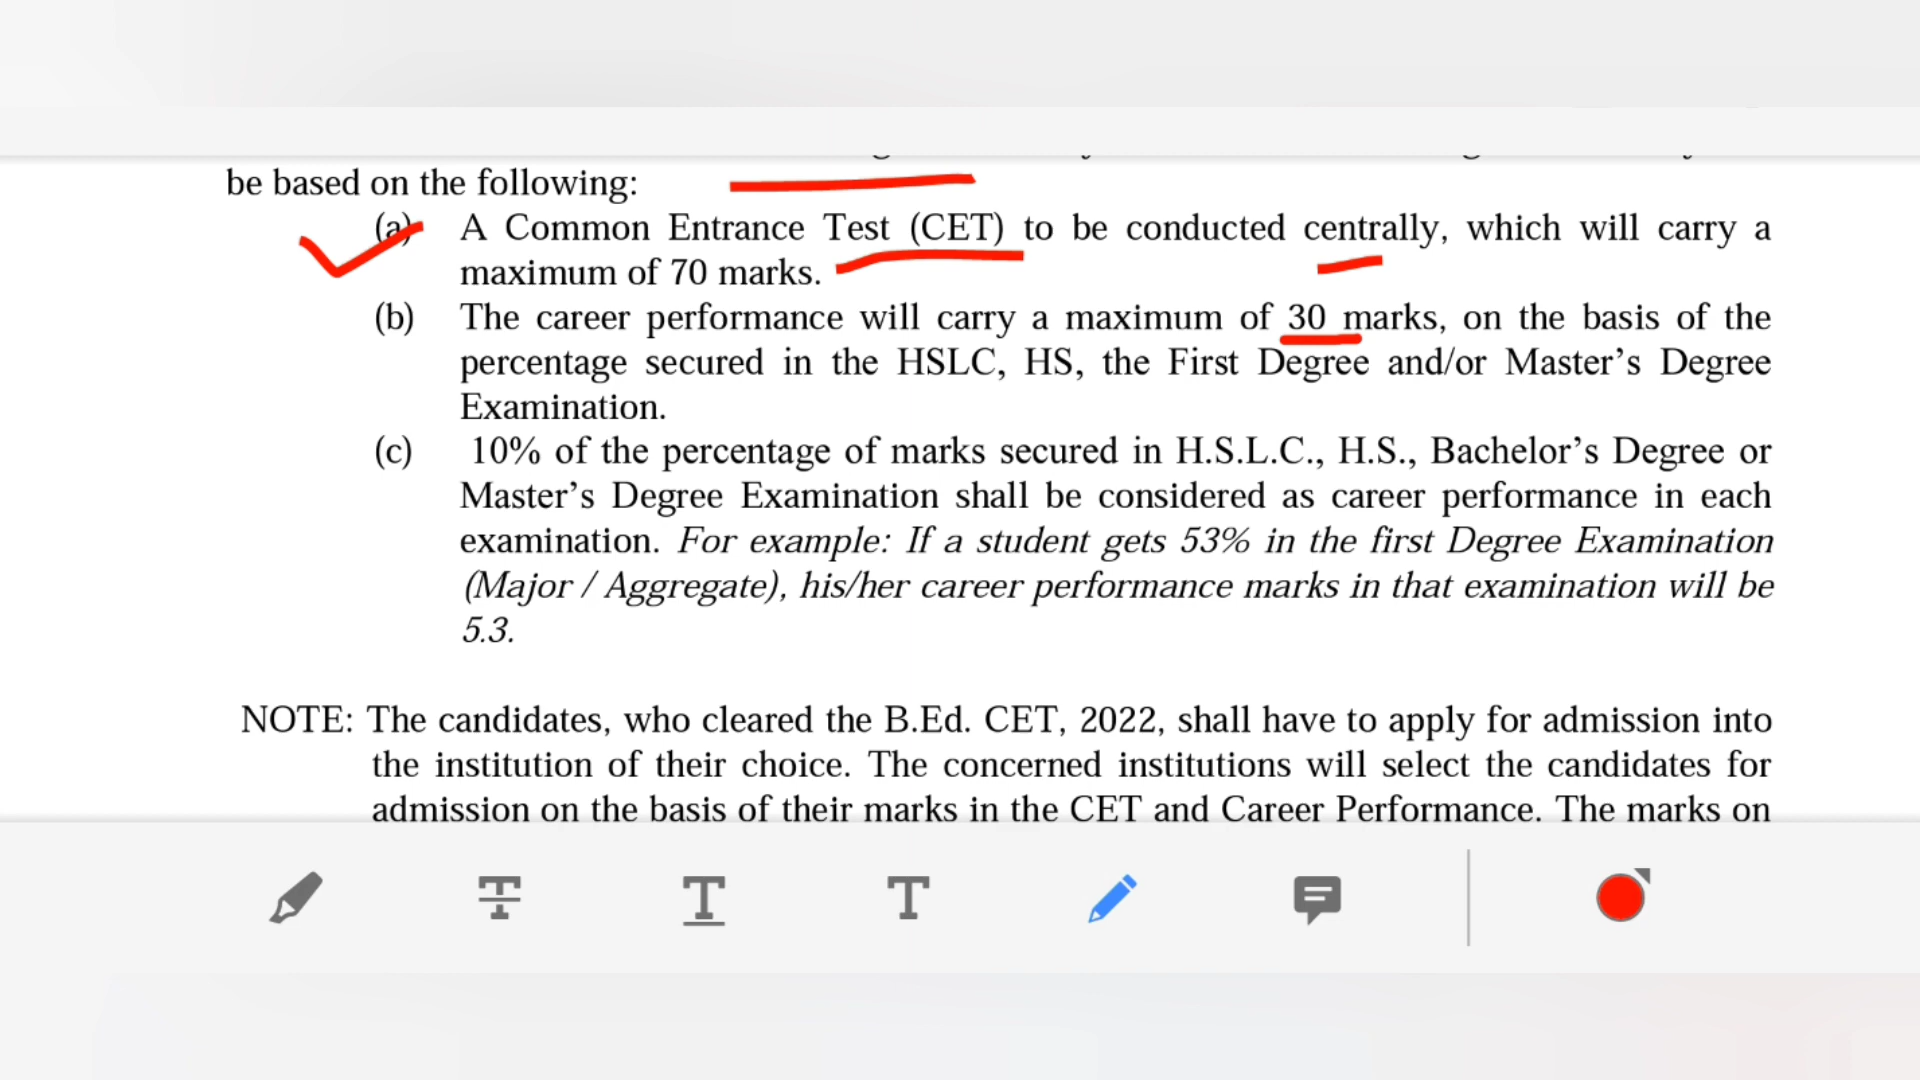 be based on the following:
(a) A Common Entrance Test (CET) to be conducted centrally, which will carry a
maximum of 70 marks.
(b) The career performance will carry a maximum of 30 marks, on the basis of the
percentage secured in the HSLC, HS, the First Degree and/or Master’s Degree
Examination.
(c) 10% of the percentage of marks secured in H.S.L.C., H.S., Bachelor’s Degree or
Master’s Degree Examination shall be considered as career performance in each
examination. For example: If a student gets 53% in the first Degree Examination
(Major / Aggregate), his/her career performance marks in that examination will be
5.3.
NOTE: The candidates, who cleared the B.Ed. CET, 2022, shall have to apply for admission into
the institution of their choice. The concerned institutions will select the candidates for
admission on the basis of their marks in the CET and Career Performance. The marks on